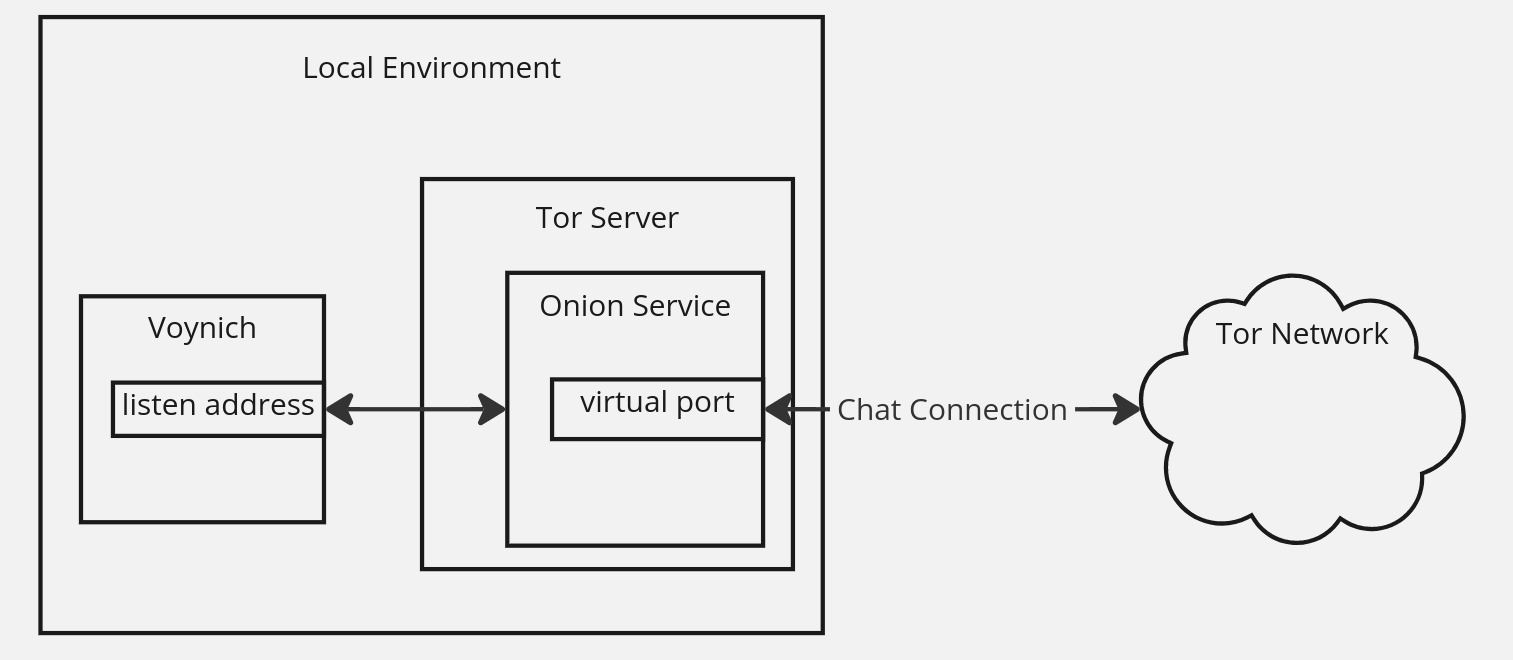 Local Environment
Tor Server
Onion Service
Voynich
listen address
virtual port
Chat Connection
Tor Network